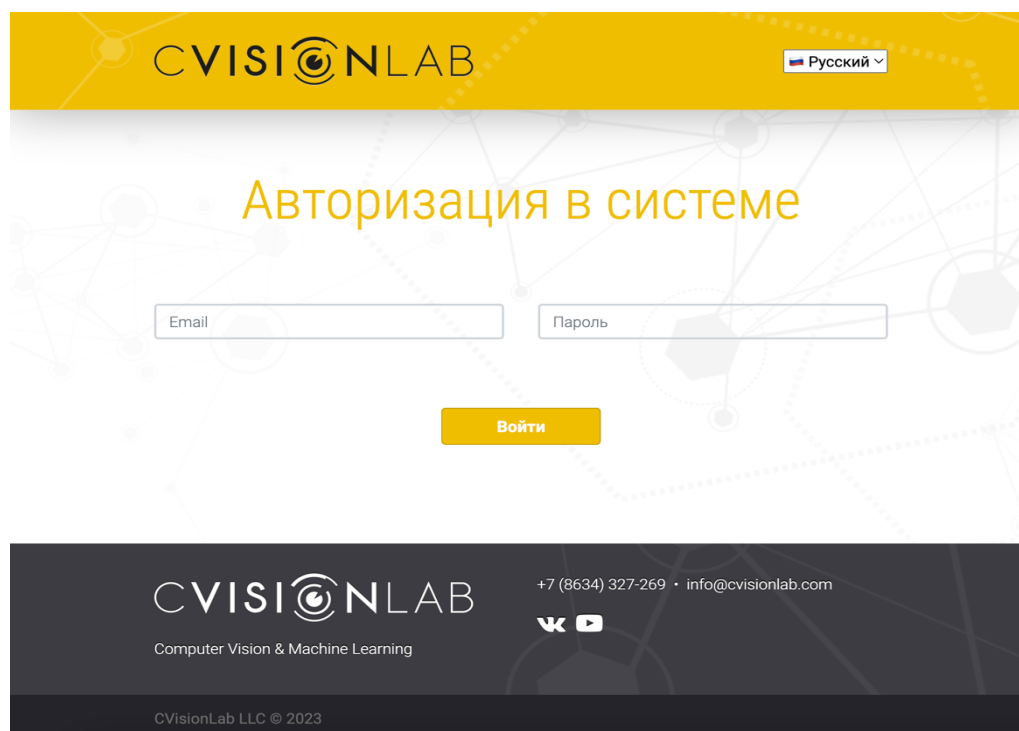 CVISIONLAB
Русский
Авторизация в системе
Email Пароль
Войти
CVISIONLAB
Computer Vision & Machine Learning
+7 (8634) 327-269 • info@cvisionlab.com
CVisionLab LLC © 2023